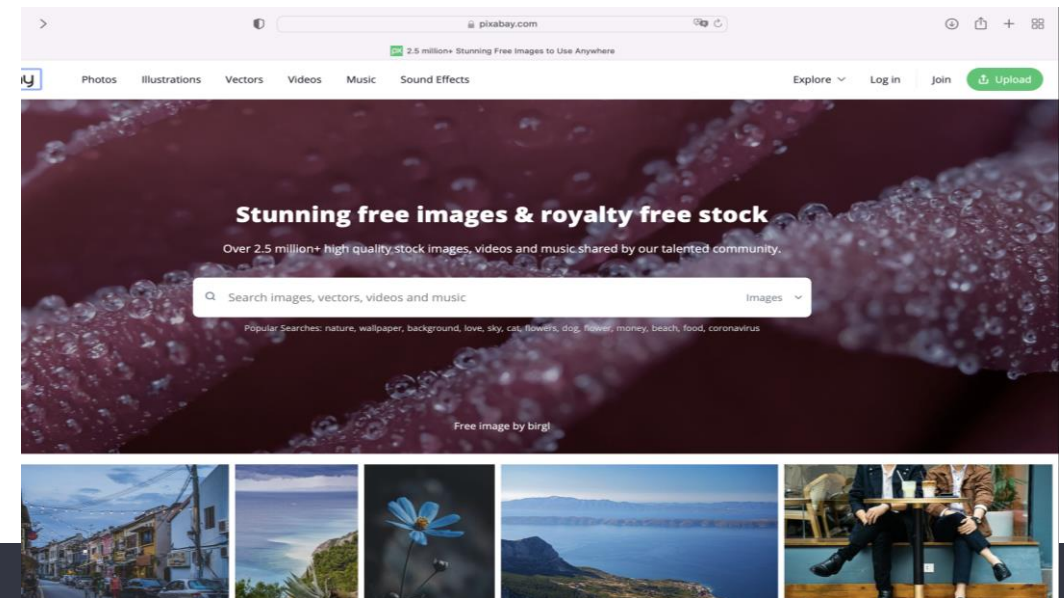 pixabay.com
2.5 million+ Stunning Free Images to Use Anywhere
Photos Illustrations Vectors Videos Music Sound Effects Explore Log in Join Upload
Stunning free images & royalty free stock
Over 2.5 million+ high quality stock images, videos and music shared by our talented community.
Search images, vectors, videos and music Images
Popular Searches: nature, wallpaper, background, love, sky, cat, flowers, dog, flower, money, beach, food, coronavirus
Free image by birgl